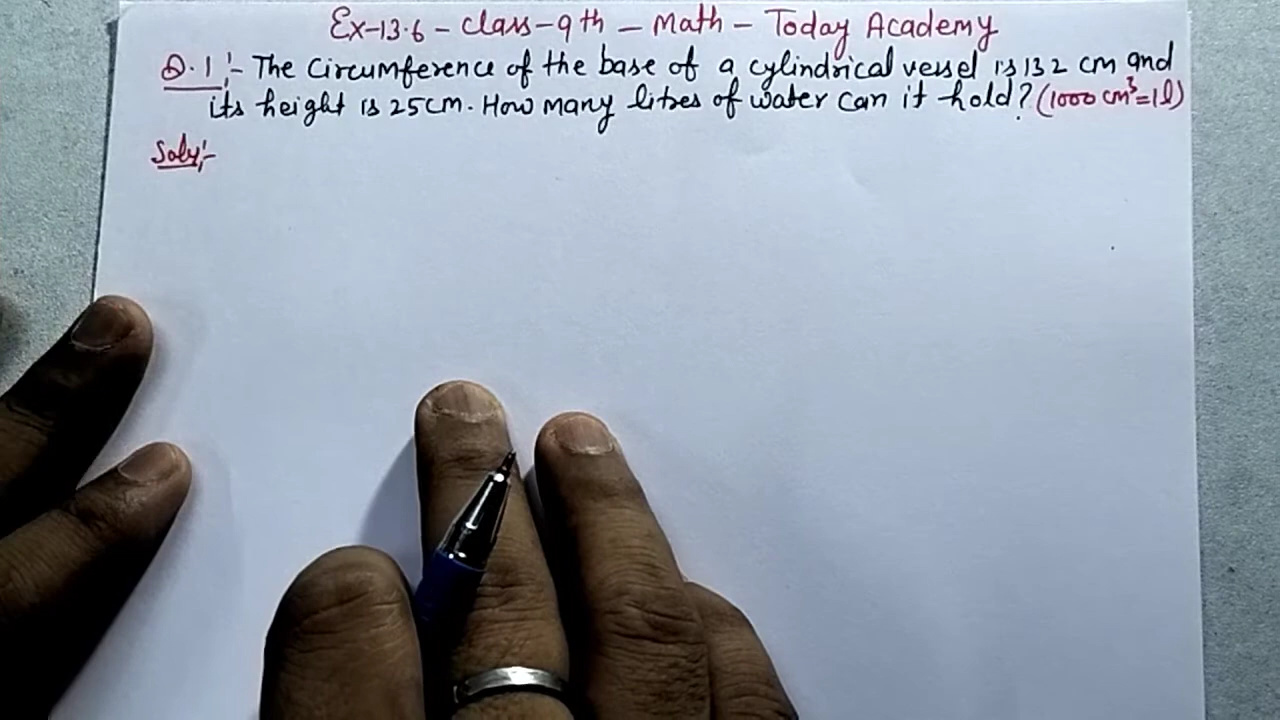 Ex-13.6 - Class-9th - Math - Today Academy
Q.1:- The Circumference of the base of a cylindrical vessel is 132 cm and
its height is 25cm. How many litres of water can it hold? (1000 cm³=1l)
Solⁿ:-